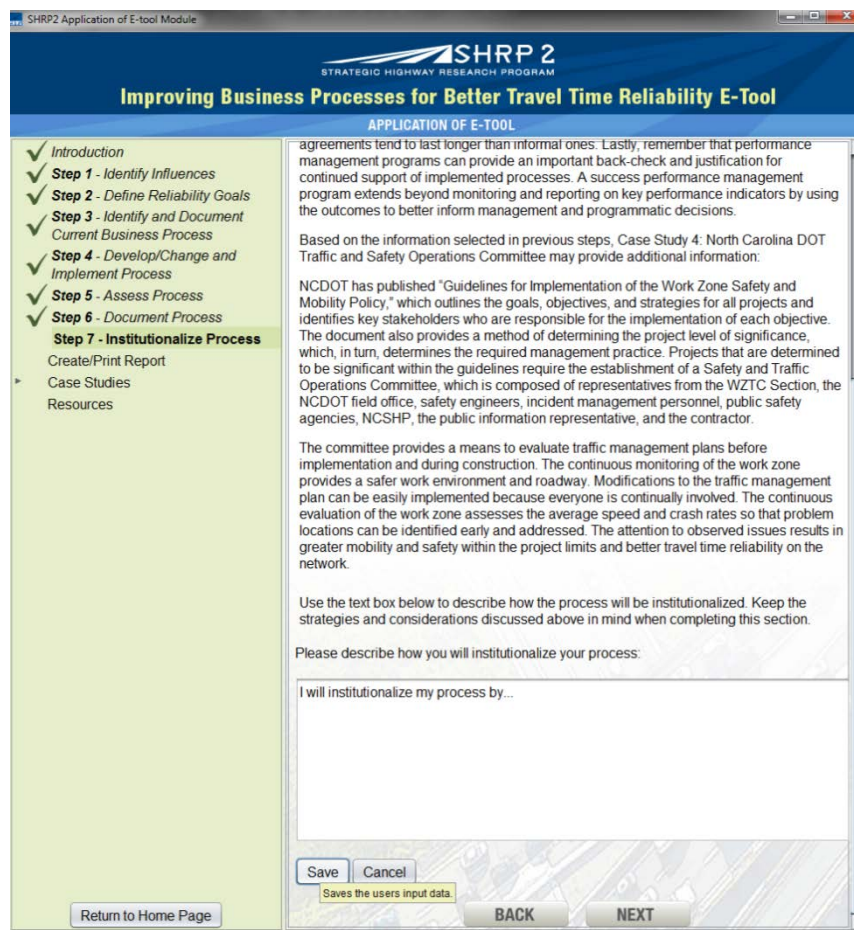 SHRP2 Application of E-tool Module
SHRP 2
STRATEGIC HIGHWAY RESEARCH PROGRAM
Improving Business Processes for Better Travel Time Reliability E-Tool
APPLICATION OF E-TOOL
Introduction
Step 1 - Identify Influences
Step 2 - Define Reliability Goals
Step 3 - Identify and Document
Current Business Process
Step 4 - Develop/Change and
Implement Process
Step 5 - Assess Process
Step 6 - Document Process
Step 7 - Institutionalize Process
Create/Print Report
Case Studies
Resources
Return to Home Page
agreements tend to last longer than informal ones. Lastly, remember that performance
management programs can provide an important back-check and justification for
continued support of implemented processes. A success performance management
program extends beyond monitoring and reporting on key performance indicators by using
the outcomes to better inform management and programmatic decisions.
Based on the information selected in previous steps, Case Study 4: North Carolina DOT
Traffic and Safety Operations Committee may provide additional information:
NCDOT has published “Guidelines for Implementation of the Work Zone Safety and
Mobility Policy,” which outlines the goals, objectives, and strategies for all projects and
identifies key stakeholders who are responsible for the implementation of each objective.
The document also provides a method of determining the project level of significance,
which, in turn, determines the required management practice. Projects that are determined
to be significant within the guidelines require the establishment of a Safety and Traffic
Operations Committee, which is composed of representatives from the WZTC Section, the
NCDOT field office, safety engineers, incident management personnel, public safety
agencies, NCSHP, the public information representative, and the contractor.
The committee provides a means to evaluate traffic management plans before
implementation and during construction. The continuous monitoring of the work zone
provides a safer work environment and roadway. Modifications to the traffic management
plan can be easily implemented because everyone is continually involved. The continuous
evaluation of the work zone assesses the average speed and crash rates so that problem
locations can be identified early and addressed. The attention to observed issues results in
greater mobility and safety within the project limits and better travel time reliability on the
network.
Use the text box below to describe how the process will be institutionalized. Keep the
strategies and considerations discussed above in mind when completing this section.
Please describe how you will institutionalize your process:
I will institutionalize my process by...
Save Cancel
Saves the users input data.
BACK NEXT